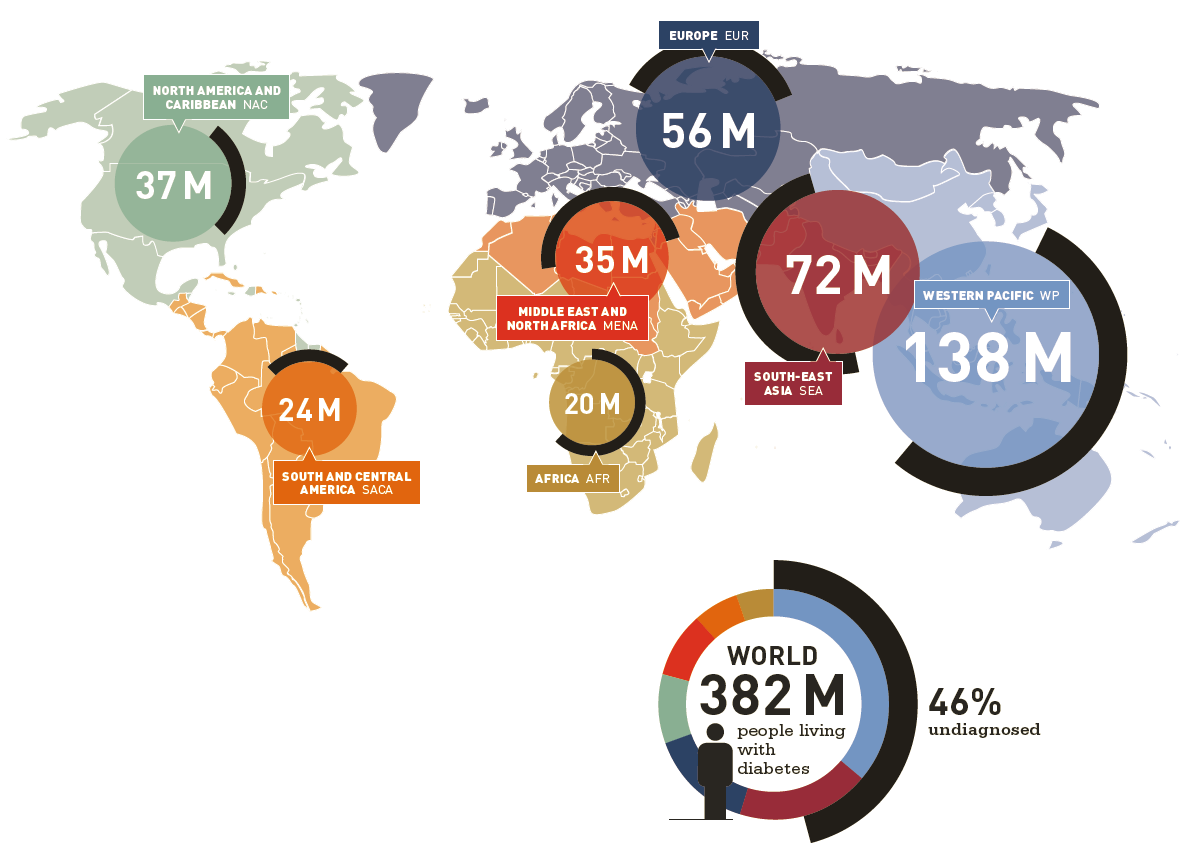 EUROPE EUR
56 M
NORTH AMERICA AND
CARIBBEAN NAC
37 M
35 M
MIDDLE EAST AND
NORTH AFRICA MENA
72 M
SOUTH-EAST
ASIA SEA
WESTERN PACIFIC WP
138 M
24 M
SOUTH AND CENTRAL
AMERICA SACA
20 M
AFRICA AFR
WORLD
382 M
people living
with
diabetes
46%
undiagnosed